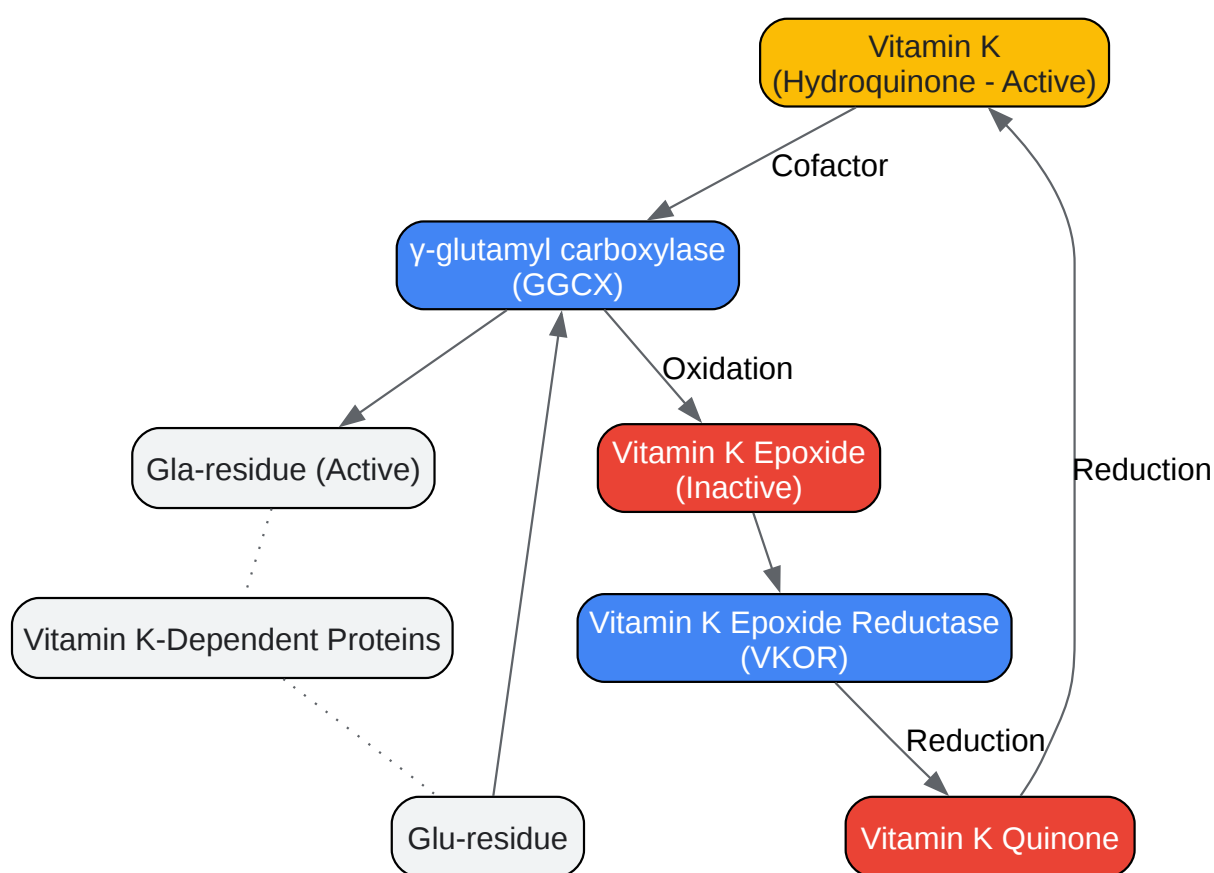 Vitamin K
(Hydroquinone - Active)
Cofactor
γ-glutamyl carboxylase
(GGCX)
Oxidation
Gla-residue (Active)
Vitamin K Epoxide
(Inactive)
Reduction
Vitamin K-Dependent Proteins
Vitamin K Epoxide Reductase
(VKOR)
Reduction
Glu-residue
Vitamin K Quinone